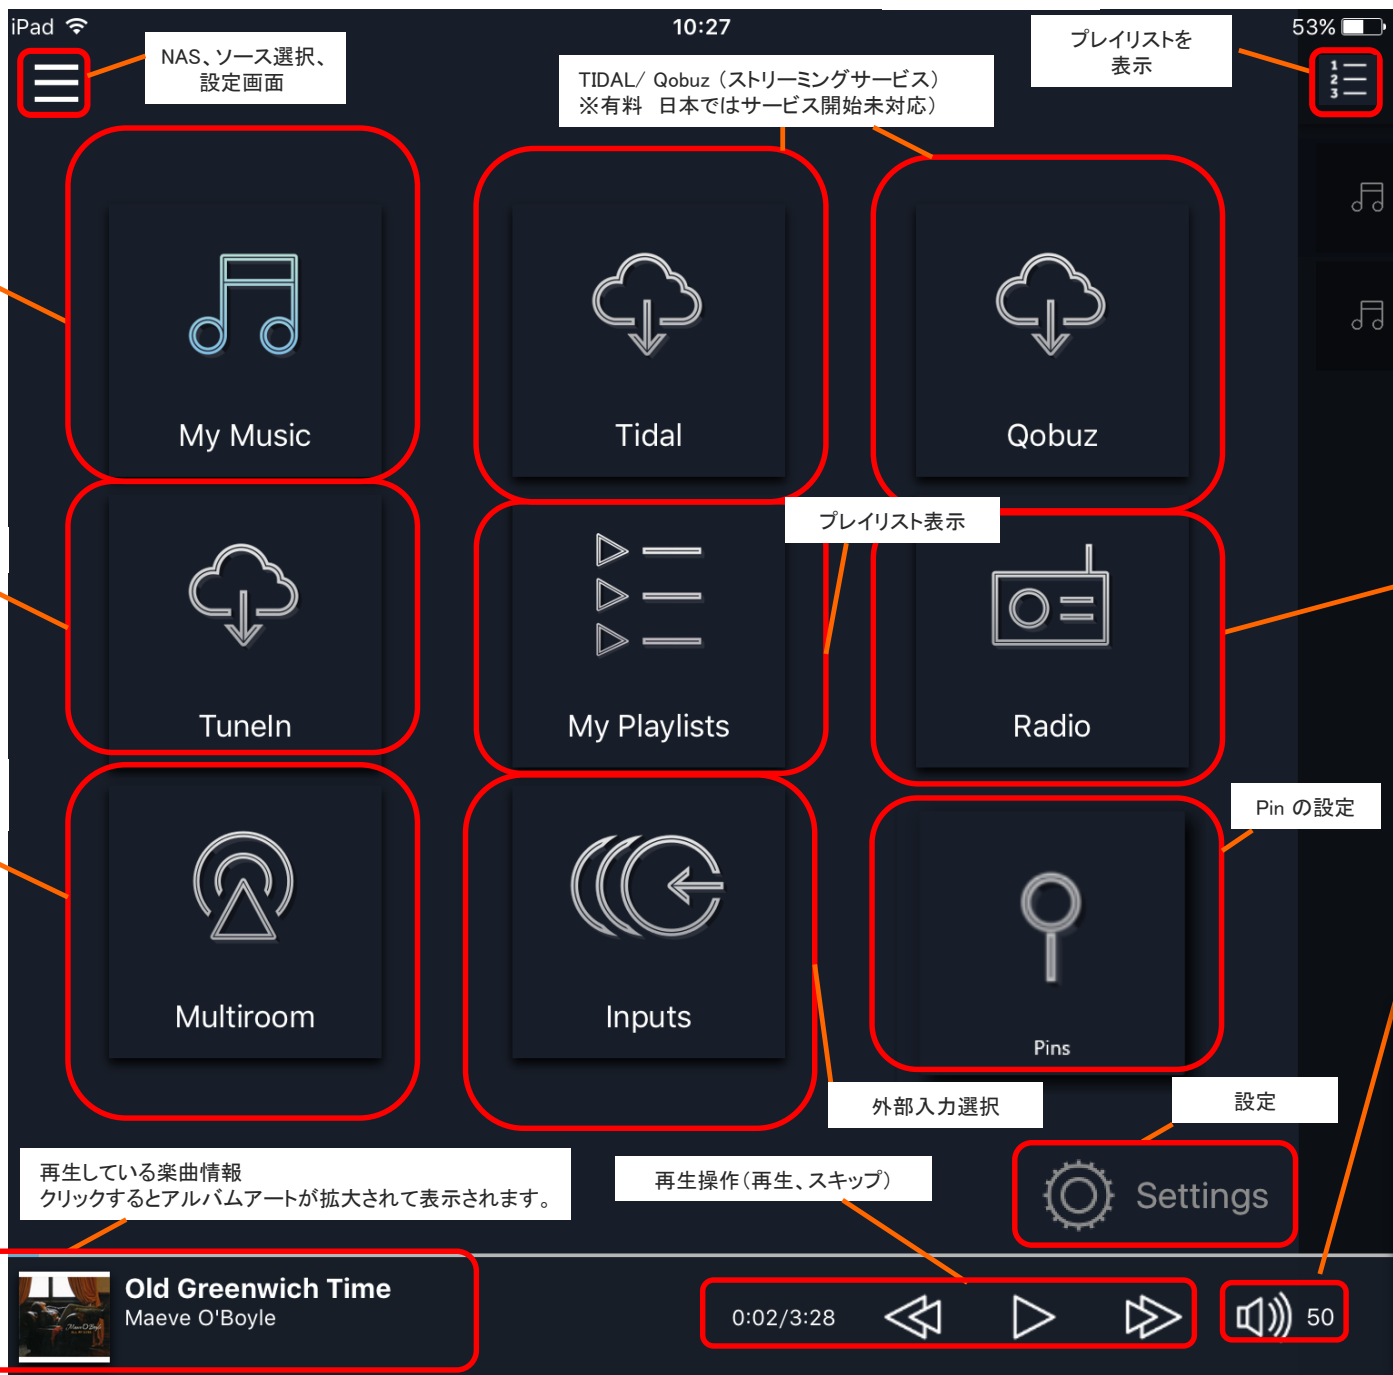 iPad
10:27
53%
NAS、ソース選択、
設定画面
TIDAL/ Qobuz (ストリーミングサービス)
※有料　日本ではサービス開始未対応)
プレイリストを
表示
1
2
3
My Music
Tidal
Qobuz
プレイリスト表示
TuneIn
My Playlists
Radio
Pin の設定
Multiroom
Inputs
Pins
外部入力選択
設定
再生している楽曲情報
クリックするとアルバムアートが拡大されて表示されます。
再生操作(再生、スキップ)
Settings
Old Greenwich Time
Maeve O'Boyle
0:02/3:28
50